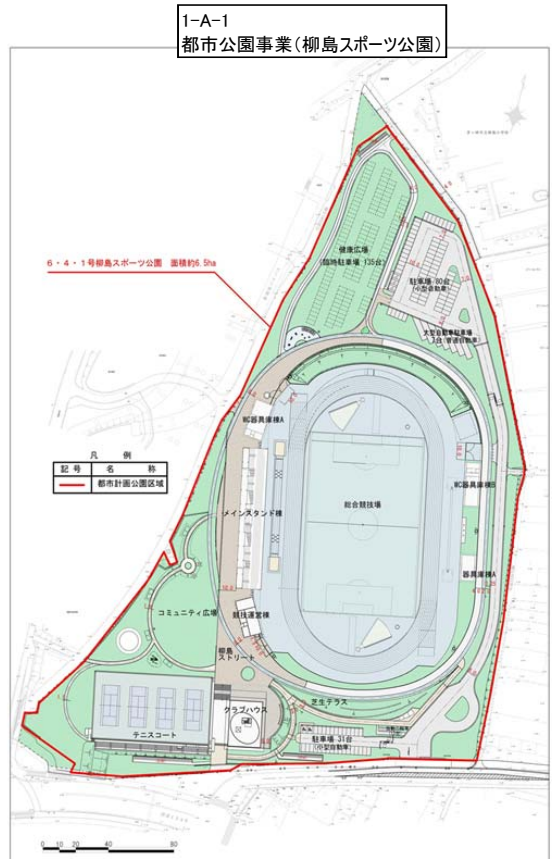 1-A-1
都市公園事業(柳島スポーツ公園)
6・4・1号柳島スポーツ公園 面積約6.5ha
健康広場
(臨時駐車場 135台)
駐車場 80台
(小型自動車)
大型自動車駐車場
WC器具庫棟A
凡 例
記 号 名 称
都市計画公園区域
メインスタンド棟
総合競技場
WC器具庫棟B
器具庫棟A
コミュニティ広場
競技運営棟
柳島
ストリート
芝生テラス
クラブハウス
テニスコート
駐車場 31台
(小型自動車)
0 10 20 40 80